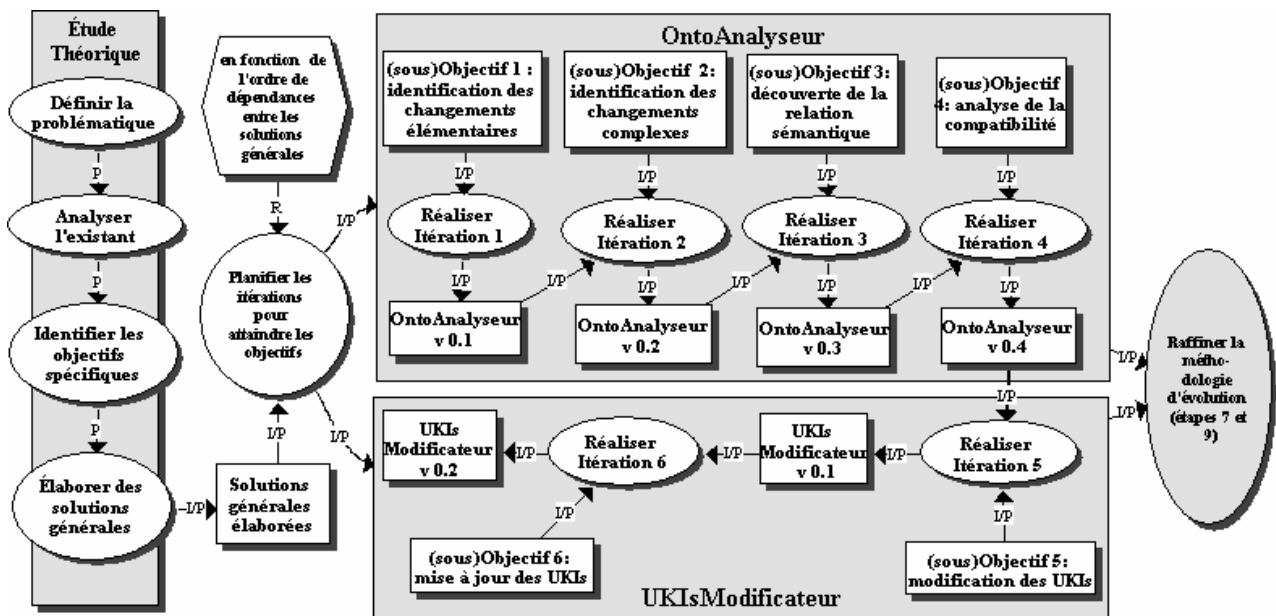 Étude
Théorique
Définir la
problématique
P
Analyser
l'existant
P
Identifier les
objectifs
spécifiques
P
Élaborer des
solutions
générales
I/P
Solutions
générales
élaborées
I/P
en fonction de
l'ordre de
dépendances
entre les
solutions
générales
R
Planifier les
itérations
pour
attaindre les
objectifs
I/P
I/P
OntoAnalyseur
(sous)Objectif 1 :
identification des
changements
élémentaires
I/P
Réaliser
Itération 1
I/P
OntoAnalyseur
v 0.1
I/P
(sous)Objectif 2:
identification des
changements
complexes
I/P
Réaliser
Itération 2
I/P
OntoAnalyseur
v 0.2
I/P
(sous)Objectif 3:
découverte de la
relation
sémantique
I/P
Réaliser
Itération 3
I/P
OntoAnalyseur
v 0.3
I/P
(sous)Objectif
4: analyse de la
compatibilité
I/P
Réaliser
Itération 4
I/P
OntoAnalyseur
v 0.4
I/P
I/P
Réaliser
Itération 5
I/P
(sous)Objectif 5:
modification des UKIs
I/P
UKIs
Modificateur
v 0.1
I/P
Réaliser
Itération 6
I/P
(sous)Objectif 6:
mise à jour des UKIs
I/P
UKIs
Modificateur
v 0.2
UKIsModificateur
I/P
Raffiner la
métho-
dologie
d'évolution
(étapes 7 et
9)